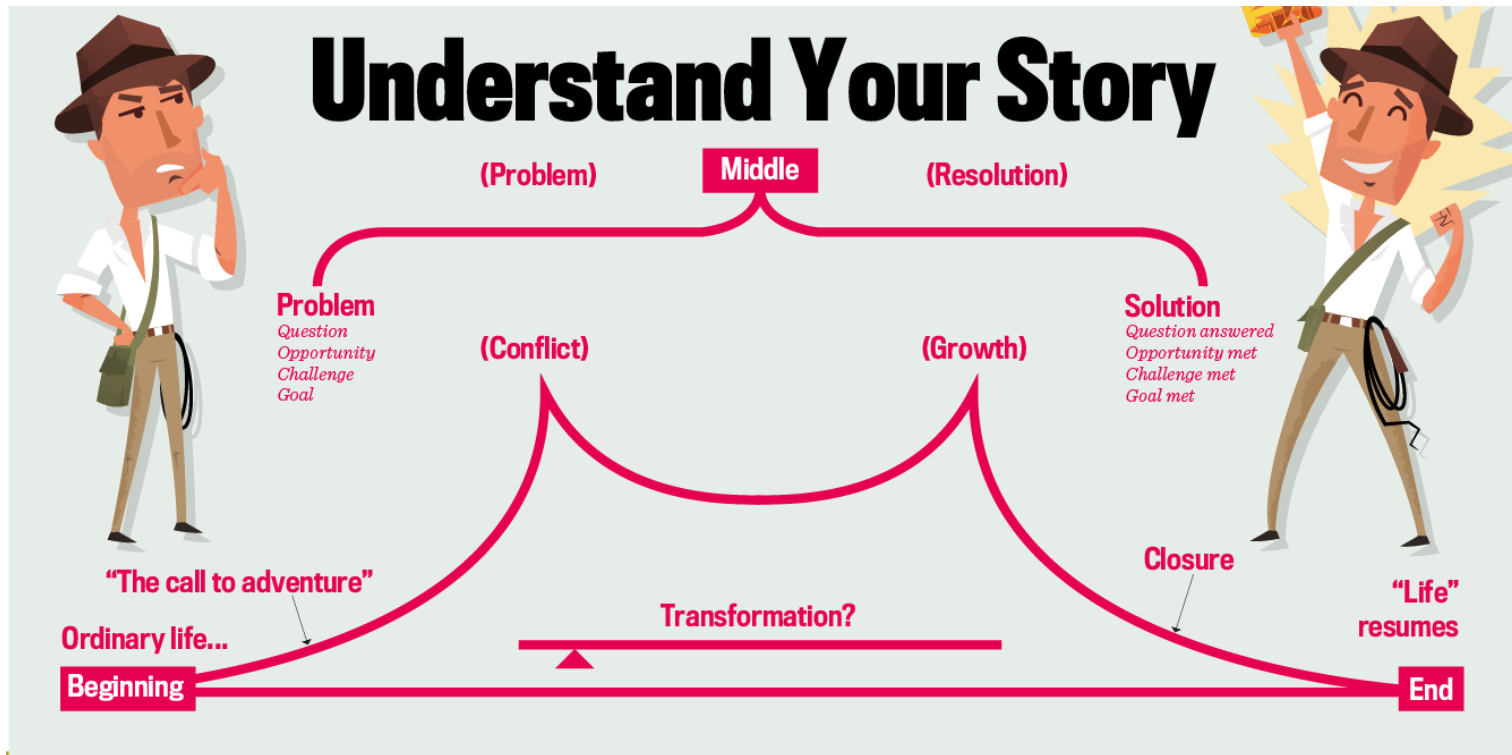 Understand Your Story
(Problem)
Middle
(Resolution)
Problem
Question
Opportunity
Challenge
Goal
(Conflict)
(Growth)
Solution
Question answered
Opportunity met
Challenge met
Goal met
“The call to adventure”
Ordinary life...
Beginning
Transformation?
Closure
“Life”
resumes
End